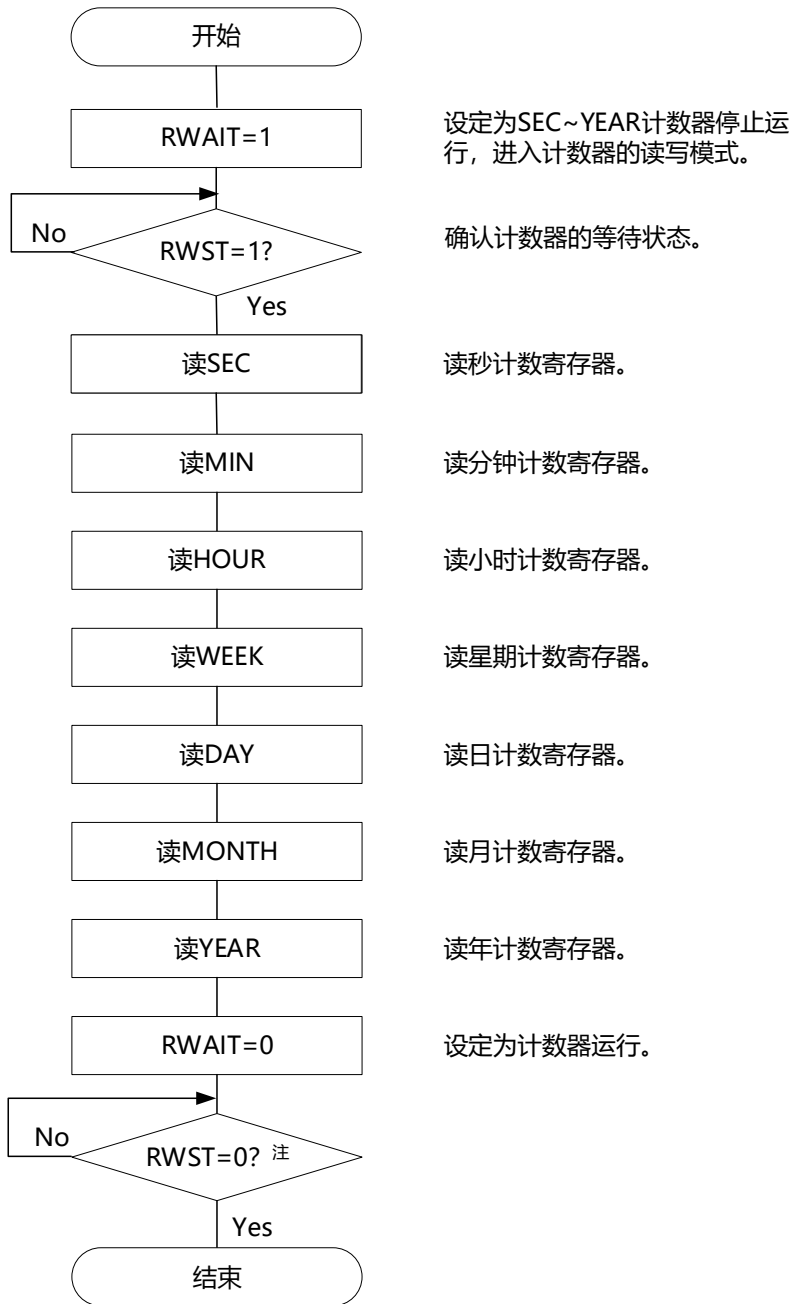 开始
RWAIT=1
设定为SEC~YEAR计数器停止运
行，进入计数器的读写模式。
No
RWST=1?
确认计数器的等待状态。
Yes
读SEC
读秒计数寄存器。
读MIN
读分钟计数寄存器。
读HOUR
读小时计数寄存器。
读WEEK
读星期计数寄存器。
读DAY
读日计数寄存器。
读MONTH
读月计数寄存器。
读YEAR
读年计数寄存器。
RWAIT=0
设定为计数器运行。
No
RWST=0? 注
Yes
结束